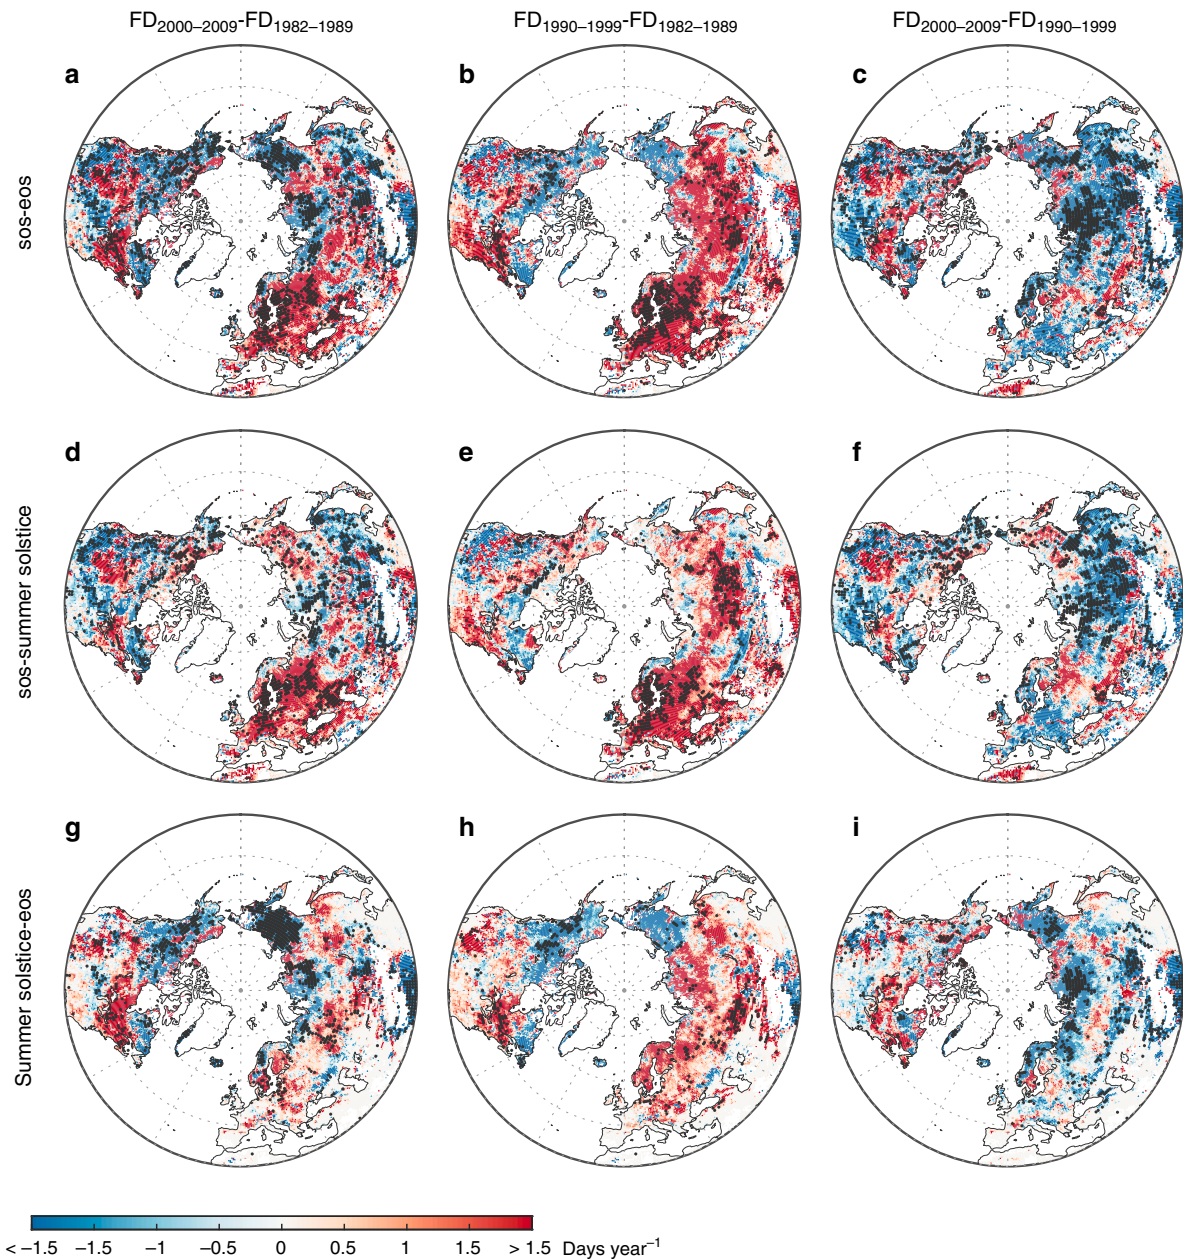 FD2000–2009-FD1982–1989 FD1990–1999-FD1982–1989 FD2000–2009-FD1990–1999
a b c
sos-eos
d e f
sos-summer solstice
g h i
Summer solstice-eos
< −1.5 −1.5 −1 −0.5 0 0.5 1 1.5 > 1.5 Days year−1